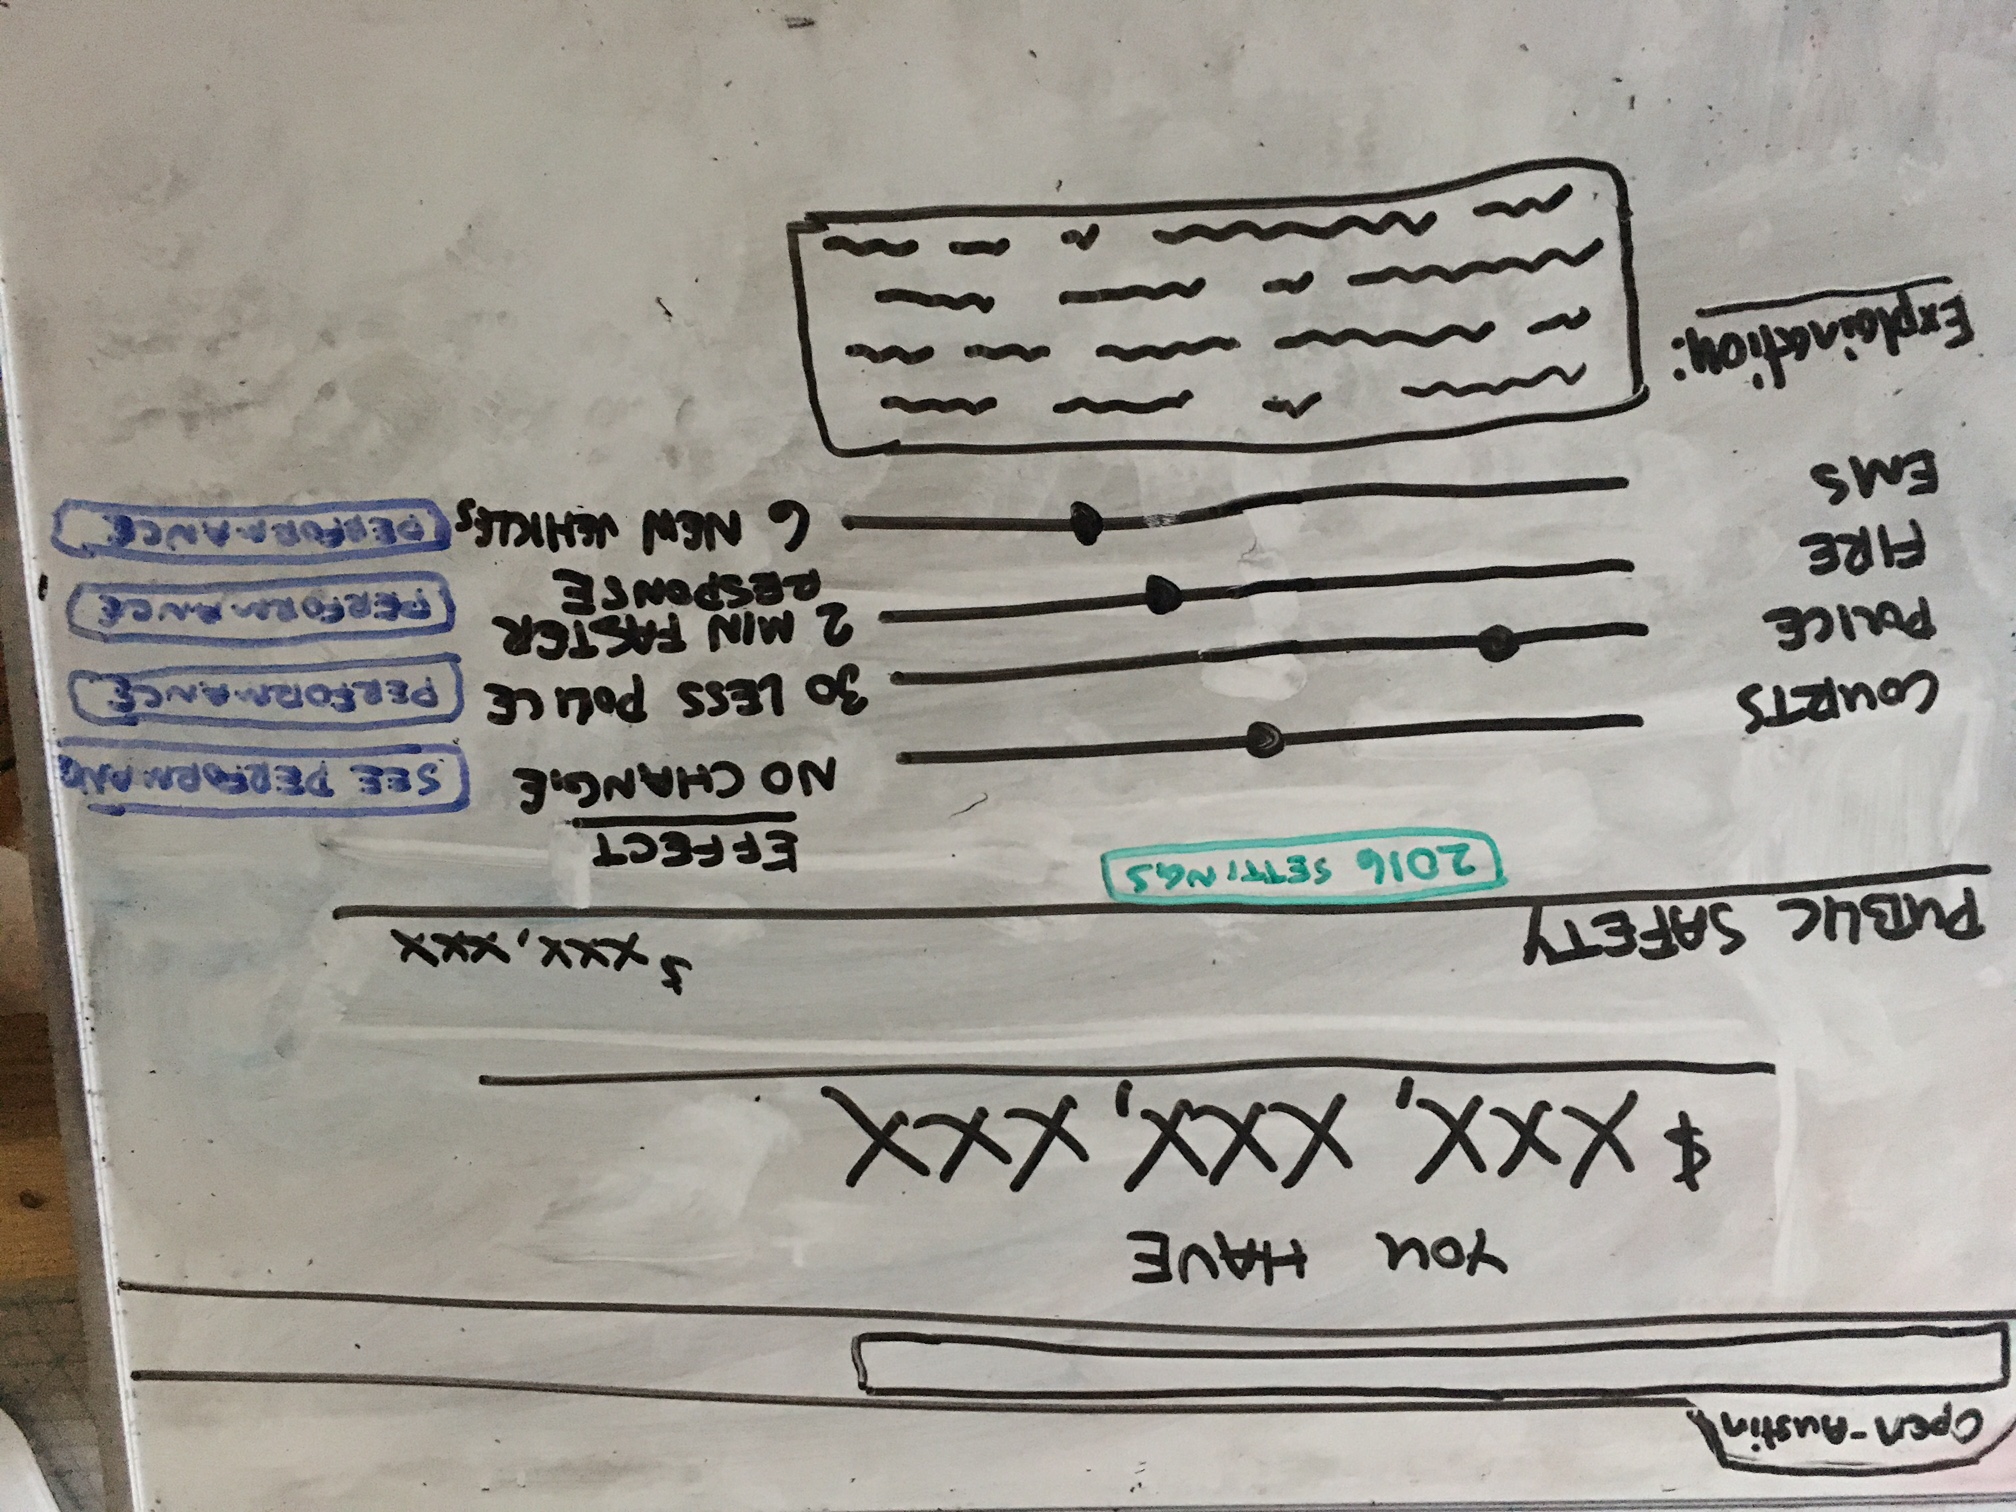 Open-Austin
YOU HAVE
$XXX,XXX,XXX
PUBLIC SAFETY $XXX,XXX
2016 SETTINGS
EFFECT
COURTS NO CHANGE SEE PERFORMANC
POLICE 30 LESS POLICE PERFORMANCE
FIRE 2 MIN FASTER PERFORMANCE
RESPONSE
EMS 6 NEW VEHICLES PERFORMANCE
Explaination: